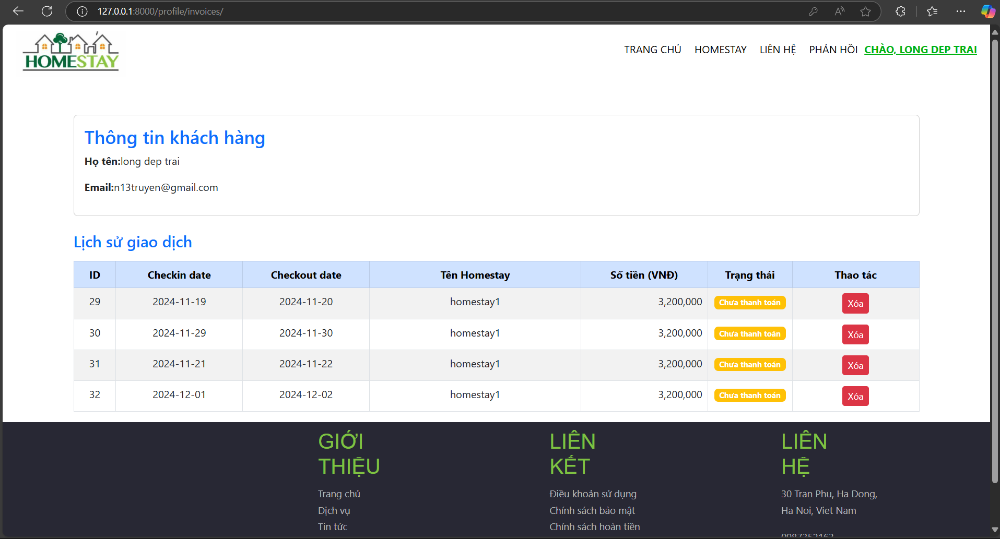 127.0.0.1:8000/profile/invoices/
HOMESTAY
TRANG CHỦ HOMESTAY LIÊN HỆ PHẢN HỒI CHÀO, LONG DEP TRAI
Thông tin khách hàng
Họ tên:long dep trai
Email:n13truyen@gmail.com
Lịch sử giao dịch
ID Checkin date Checkout date Tên Homestay Số tiền (VNĐ) Trạng thái Thao tác
29 2024-11-19 2024-11-20 homestay1 3,200,000 Chưa thanh toán Xóa
30 2024-11-29 2024-11-30 homestay1 3,200,000 Chưa thanh toán Xóa
31 2024-11-21 2024-11-22 homestay1 3,200,000 Chưa thanh toán Xóa
32 2024-12-01 2024-12-02 homestay1 3,200,000 Chưa thanh toán Xóa
GIỚI
THIỆU
Trang chủ
Dịch vụ
Tin tức
LIÊN
KẾT
Điều khoản sử dụng
Chính sách bảo mật
Chính sách hoàn tiền
LIÊN
HỆ
30 Tran Phu, Ha Dong,
Ha Noi, Viet Nam